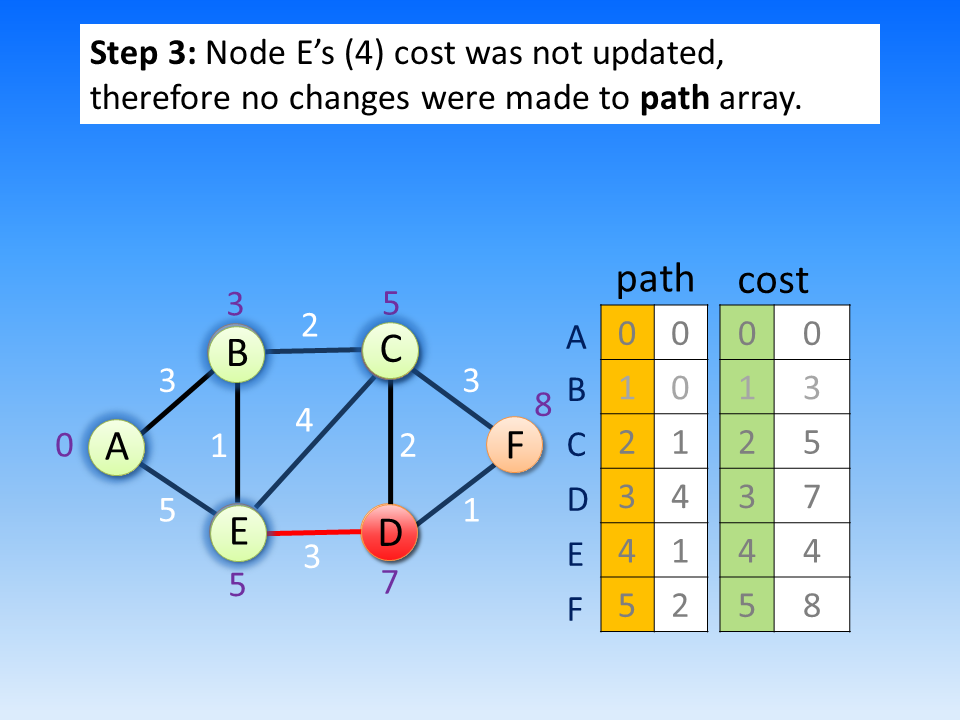 Step 3: Node E’s (4) cost was not updated,
therefore no changes were made to path array.
path cost
3 5
2
B C
3 3
8
0 A 1 4 2 F
5 1
E D
3
5 7
A 0 0 0 0
B 1 0 1 3
C 2 1 2 5
D 3 4 3 7
E 4 1 4 4
F 5 2 5 8